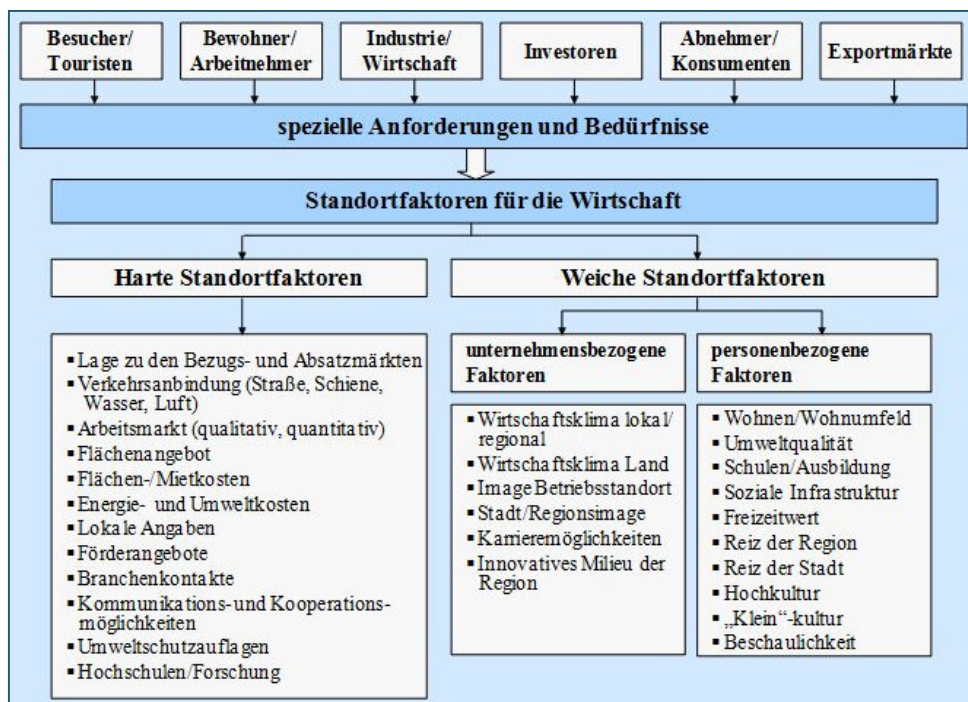 Besucher/
Touristen
Bewohner/
Arbeitnehmer
Industrie/
Wirtschaft
Investoren
Abnehmer/
Konsumenten
Exportmärkte
spezielle Anforderungen und Bedürfnisse
Standortfaktoren für die Wirtschaft
Harte Standortfaktoren
Weiche Standortfaktoren
▪ Lage zu den Bezugs- und Absatzmärkten
▪ Verkehrsanbindung (Straße, Schiene,
Wasser, Luft)
▪ Arbeitsmarkt (qualitativ, quantitativ)
▪ Flächenangebot
▪ Flächen-/Mietkosten
▪ Energie- und Umweltkosten
▪ Lokale Angaben
▪ Förderangebote
▪ Branchenkontakte
▪ Kommunikations- und Kooperations-
möglichkeiten
▪ Umweltschutzauflagen
▪ Hochschulen/Forschung
unternehmensbezogene
Faktoren
▪ Wirtschaftsklima lokal/
regional
▪ Wirtschaftsklima Land
▪ Image Betriebsstandort
▪ Stadt/Regionsimage
▪ Karrieremöglichkeiten
▪ Innovatives Milieu der
Region
personenbezogene
Faktoren
▪ Wohnen/Wohnumfeld
▪ Umweltqualität
▪ Schulen/Ausbildung
▪ Soziale Infrastruktur
▪ Freizeitwert
▪ Reiz der Region
▪ Reiz der Stadt
▪ Hochkultur
▪ „Klein“-kultur
▪ Beschaulichkeit